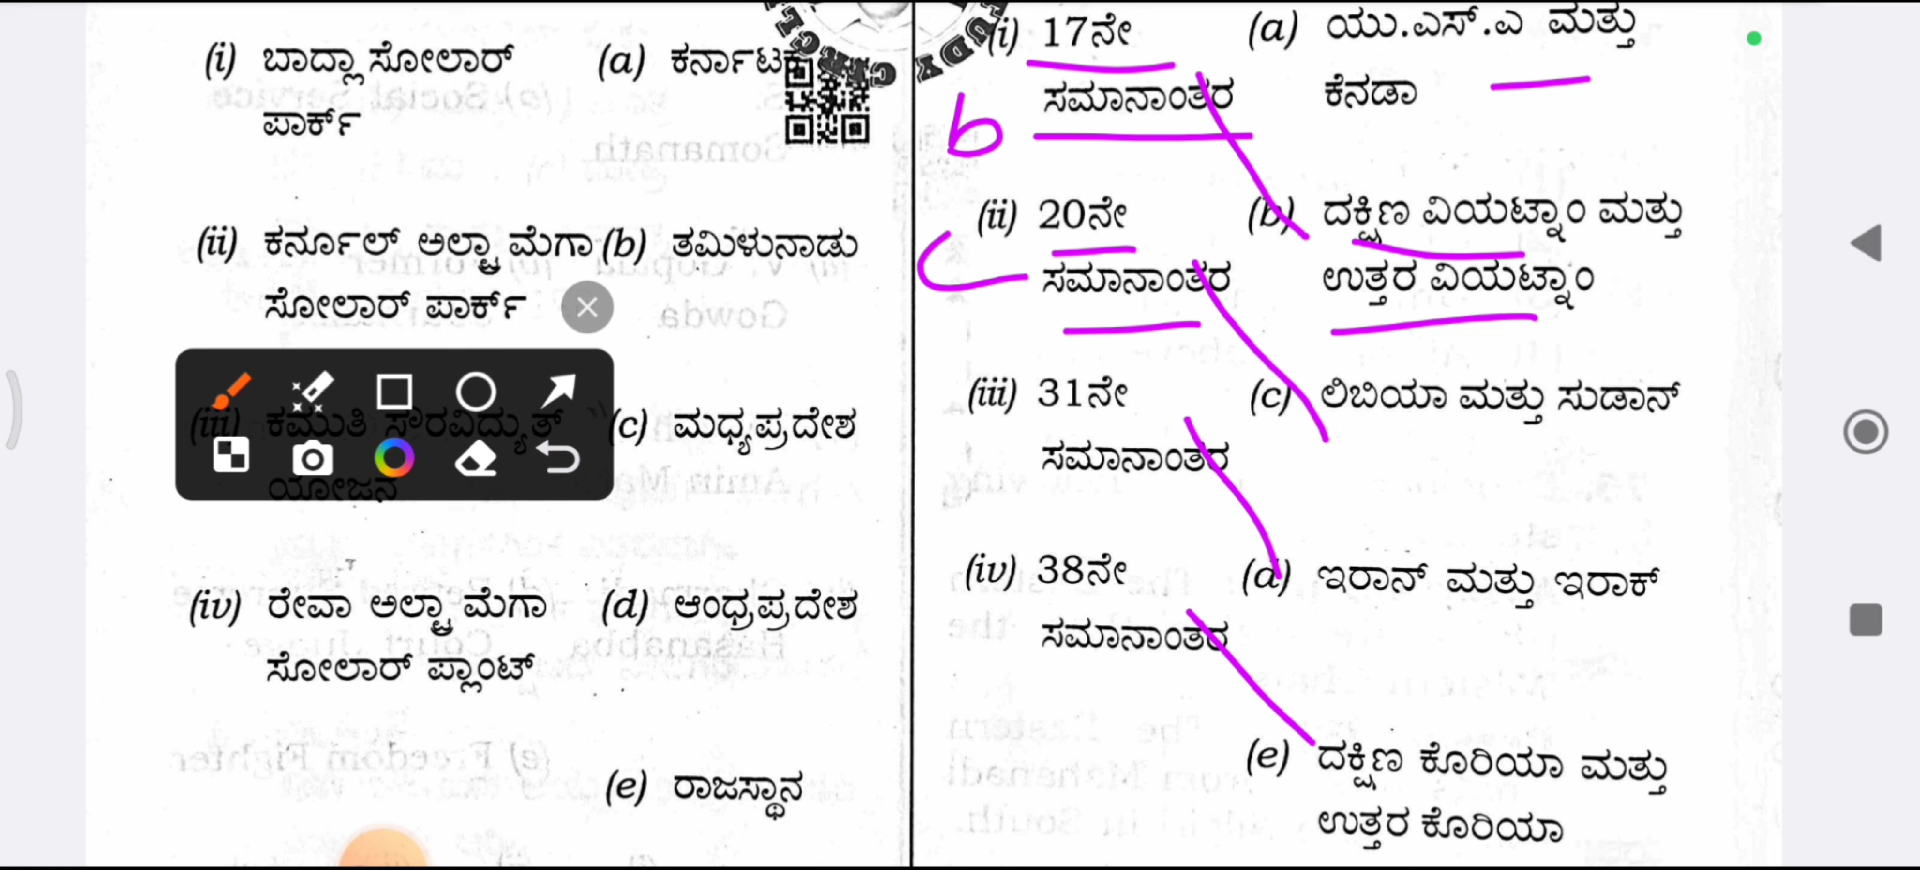 (i) ಬಾದ್ಲಾ ಸೋಲಾರ್ (a) ಕರ್ನಾಟಕ
ಪಾರ್ಕ್
(ii) ಕರ್ನೂಲ್ ಅಲ್ಟ್ರಾ ಮೆಗಾ (b) ತಮಿಳುನಾಡು
ಸೋಲಾರ್ ಪಾರ್ಕ್
(iii) ಕಮುತಿ ಸೌರವಿದ್ಯುತ್ (c) ಮಧ್ಯಪ್ರದೇಶ
ಯೋಜನೆ
(iv) ರೇವಾ ಅಲ್ಟ್ರಾ ಮೆಗಾ (d) ಆಂಧ್ರಪ್ರದೇಶ
ಸೋಲಾರ್ ಪ್ಲಾಂಟ್
(e) ರಾಜಸ್ಥಾನ
(i) 17ನೇ (a) ಯು.ಎಸ್.ಎ ಮತ್ತು
ಸಮಾನಾಂತರ ಕೆನಡಾ
b
(ii) 20ನೇ (b) ದಕ್ಷಿಣ ವಿಯಟ್ನಾಂ ಮತ್ತು
ಸಮಾನಾಂತರ ಉತ್ತರ ವಿಯಟ್ನಾಂ
c
(iii) 31ನೇ (c) ಲಿಬಿಯಾ ಮತ್ತು ಸುಡಾನ್
ಸಮಾನಾಂತರ
(iv) 38ನೇ (d) ಇರಾನ್ ಮತ್ತು ಇರಾಕ್
ಸಮಾನಾಂತರ
(e) ದಕ್ಷಿಣ ಕೊರಿಯಾ ಮತ್ತು
ಉತ್ತರ ಕೊರಿಯಾ